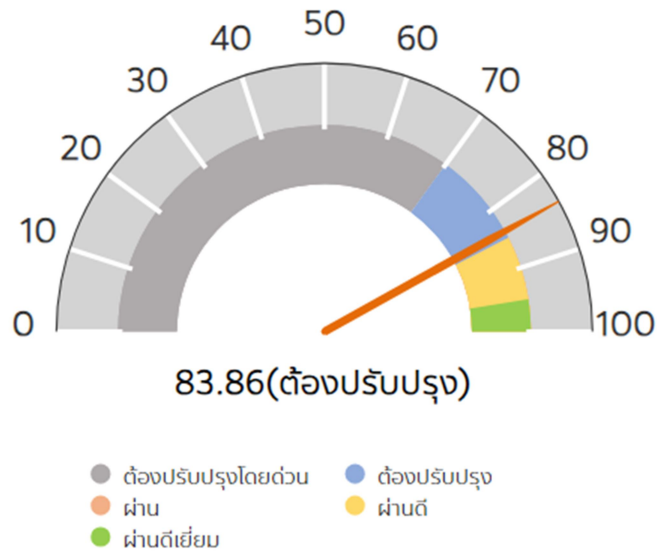 50
40
60
30
70
20
80
10
90
0
100
83.86(ต้องปรับปรุง)
ต้องปรับปรุงโดยด่วน
ต้องปรับปรุง
ผ่าน
ผ่านดี
ผ่านดีเยี่ยม